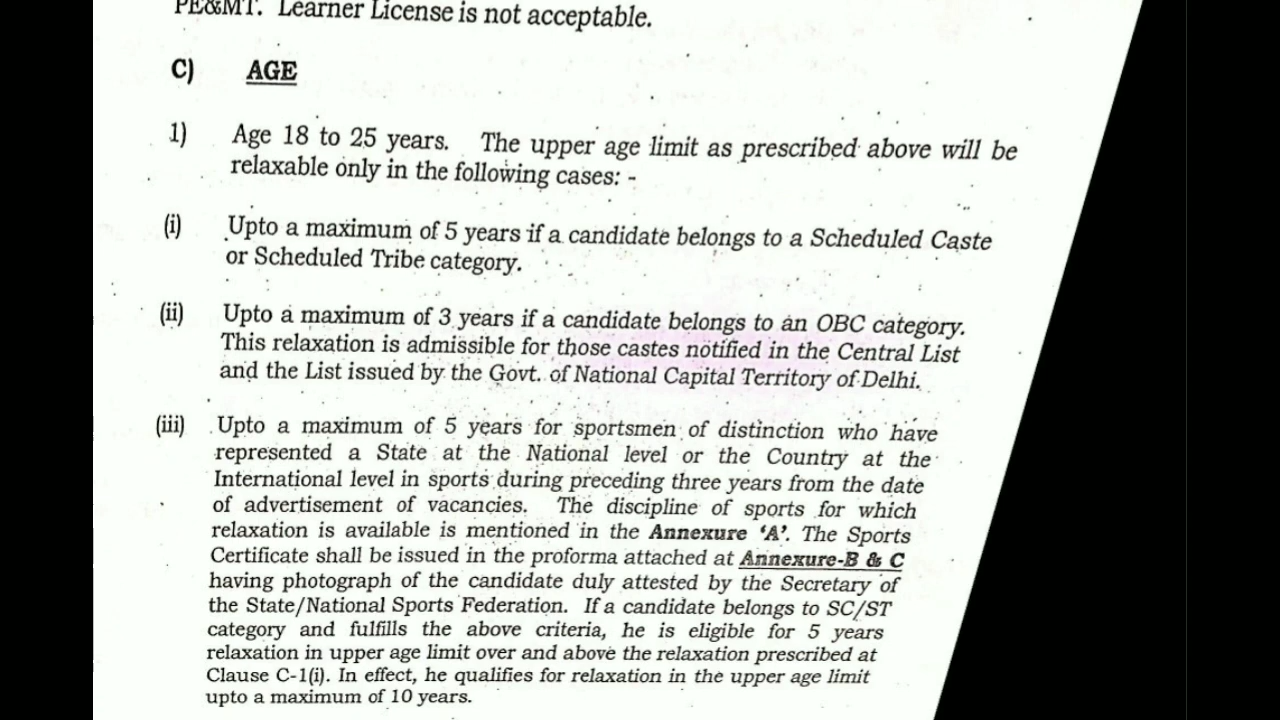 PE&MT. Learner License is not acceptable.
C) AGE
1) Age 18 to 25 years. The upper age limit as prescribed above will be
relaxable only in the following cases: -
(i) Upto a maximum of 5 years if a candidate belongs to a Scheduled Caste
or Scheduled Tribe category.
(ii) Upto a maximum of 3 years if a candidate belongs to an OBC category.
This relaxation is admissible for those castes notified in the Central List
and the List issued by the Govt. of National Capital Territory of Delhi.
(iii) Upto a maximum of 5 years for sportsmen of distinction who have
represented a State at the National level or the Country at the
International level in sports during preceding three years from the date
of advertisement of vacancies. The discipline of sports for which
relaxation is available is mentioned in the Annexure 'A'. The Sports
Certificate shall be issued in the proforma attached at Annexure-B & C
having photograph of the candidate duly attested by the Secretary of
the State/National Sports Federation. If a candidate belongs to SC/ST
category and fulfills the above criteria, he is eligible for 5 years
relaxation in upper age limit over and above the relaxation prescribed at
Clause C-1(i). In effect, he qualifies for relaxation in the upper age limit
upto a maximum of 10 years.